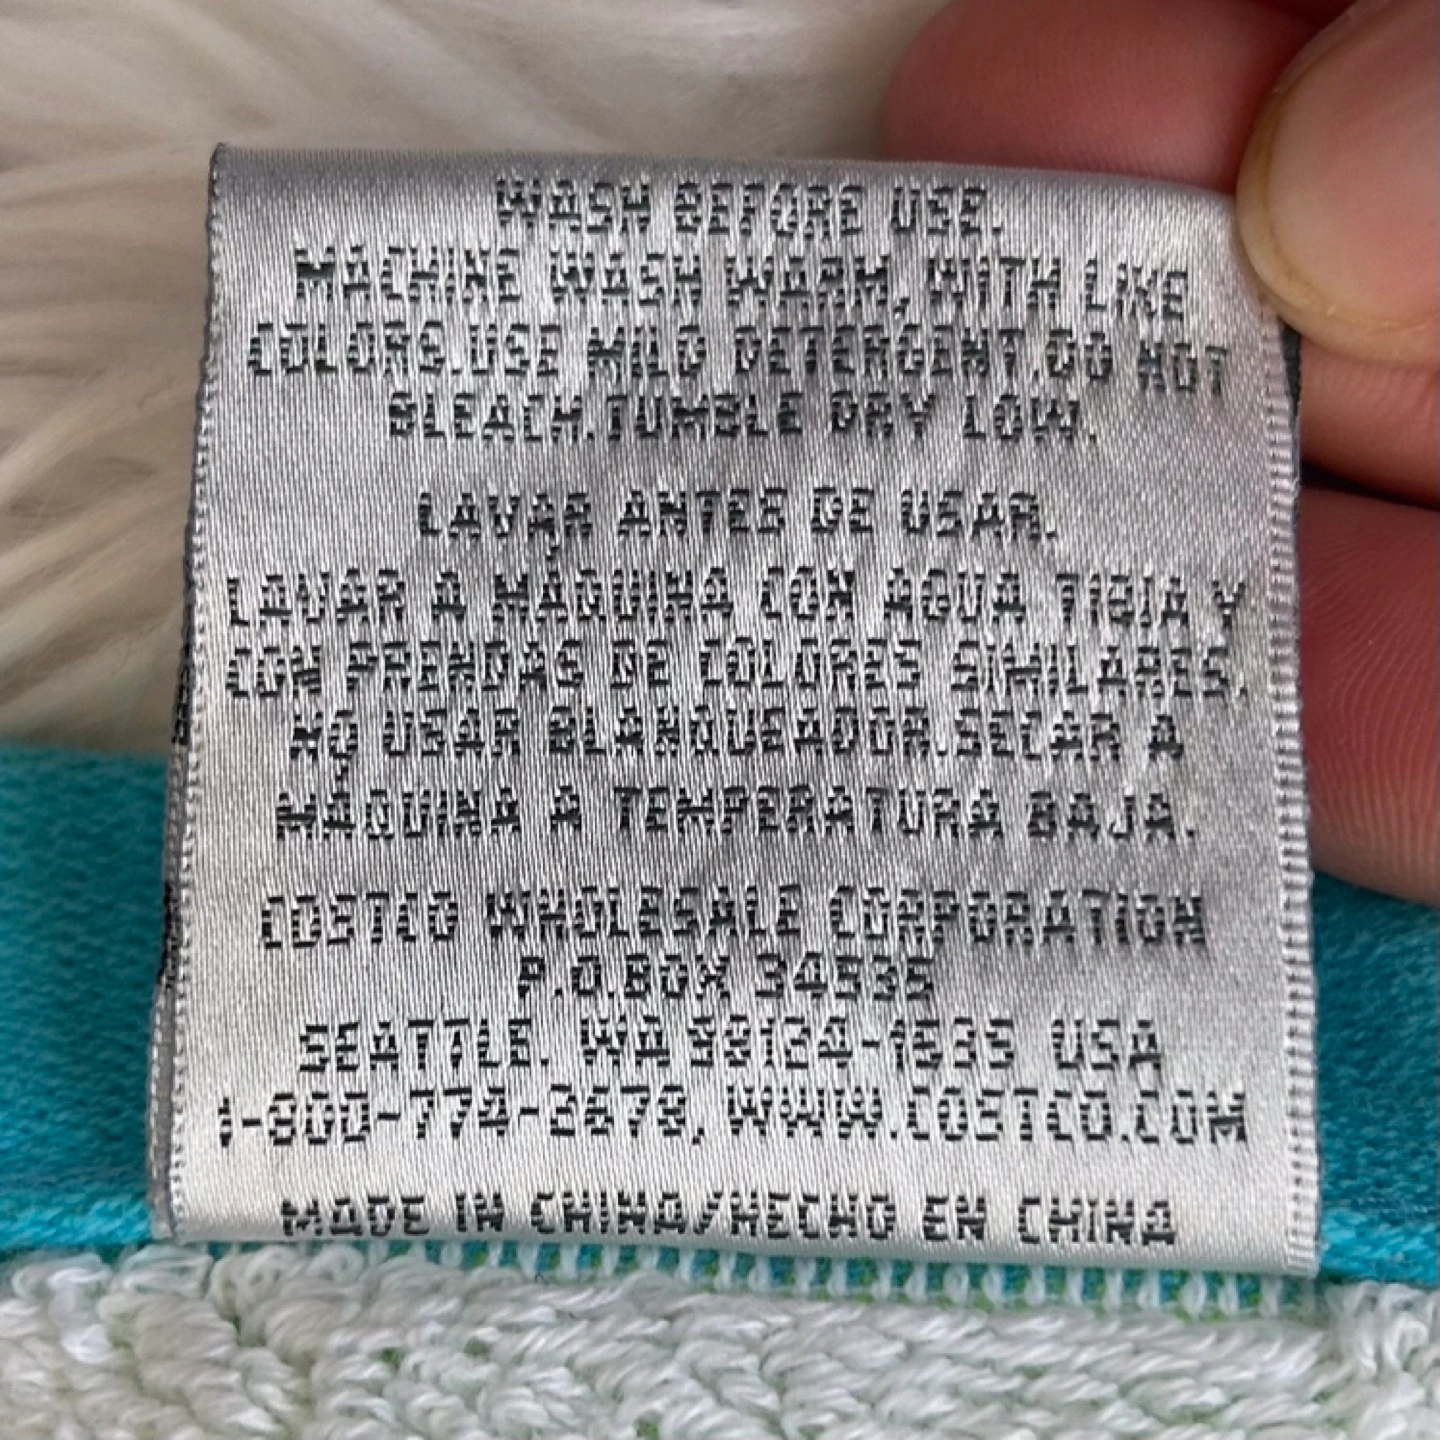 WASH BEFORE USE.
MACHINE WASH WARM, WITH LIKE
COLORS.USE MILD DETERGENT.DO NOT
BLEACH.TUMBLE DRY LOW.
LAVAR ANTES DE USAR.
LAVAR A MÁQUINA CON AGUA TIBIA Y
CON PRENDAS DE COLORES SIMILARES.
NO USAR BLANQUEADOR.SECAR A
MÁQUINA A TEMPERATURA BAJA.
COSTCO WHOLESALE CORPORATION
P.O.BOX 34535
SEATTLE. WA 98124-1535 USA
1-800-774-2678, WWW.COSTCO.COM
MADE IN CHINA/HECHO EN CHINA